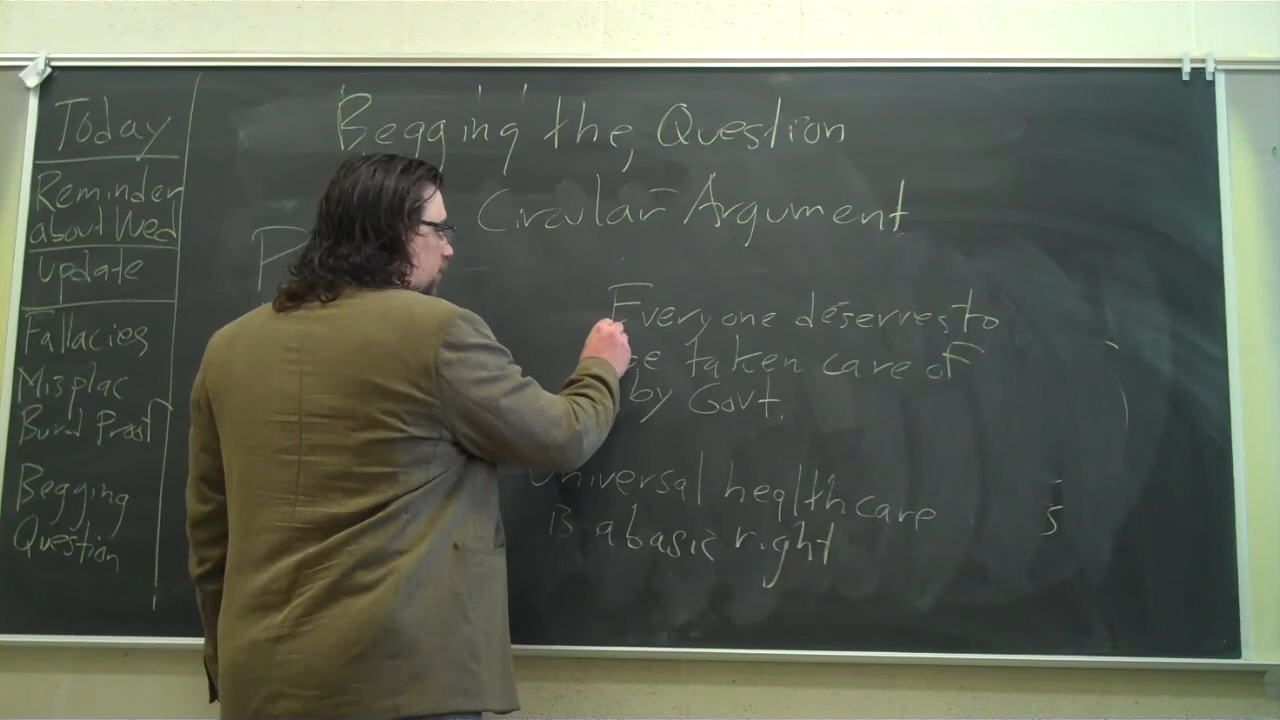 Today
Reminder
about Wed
update
Fallacies
Misplac
Burd Proof
Begging
Question
Begging the Question
Circular Argument
P
Everyone deserves to
be taken care of
by Govt.
Universal healthcare
is a basic right